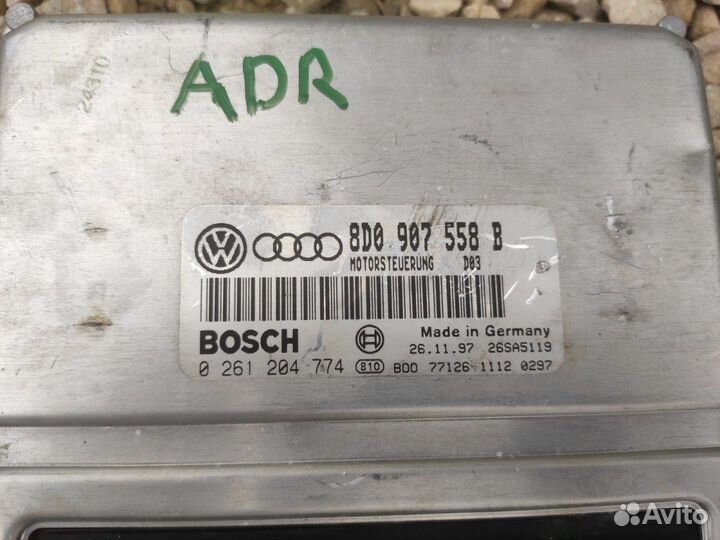 ADR
24310
8D0 907 558 B
MOTORSTEUERUNG D03
BOSCH
Made in Germany
26.11.97 26SA5119
0 261 204 774 810 B00 77126 1112 0297
Avito